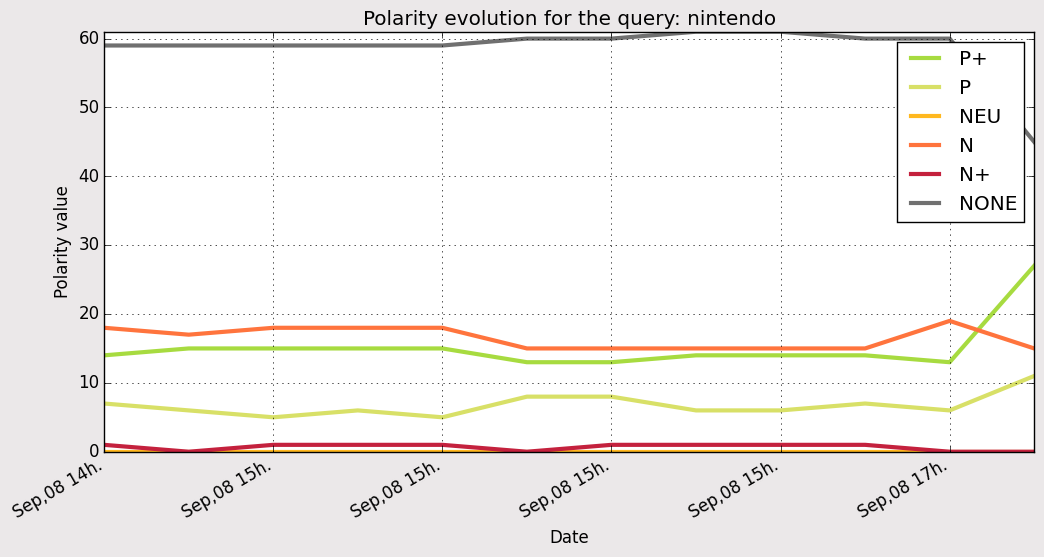 Polarity evolution for the query: nintendo
60
50
40
30
20
10
0
Polarity value
P+
P
NEU
N
N+
NONE
Sep,08 14h.
Sep,08 15h.
Sep,08 15h.
Sep,08 15h.
Sep,08 15h.
Sep,08 17h.
Date